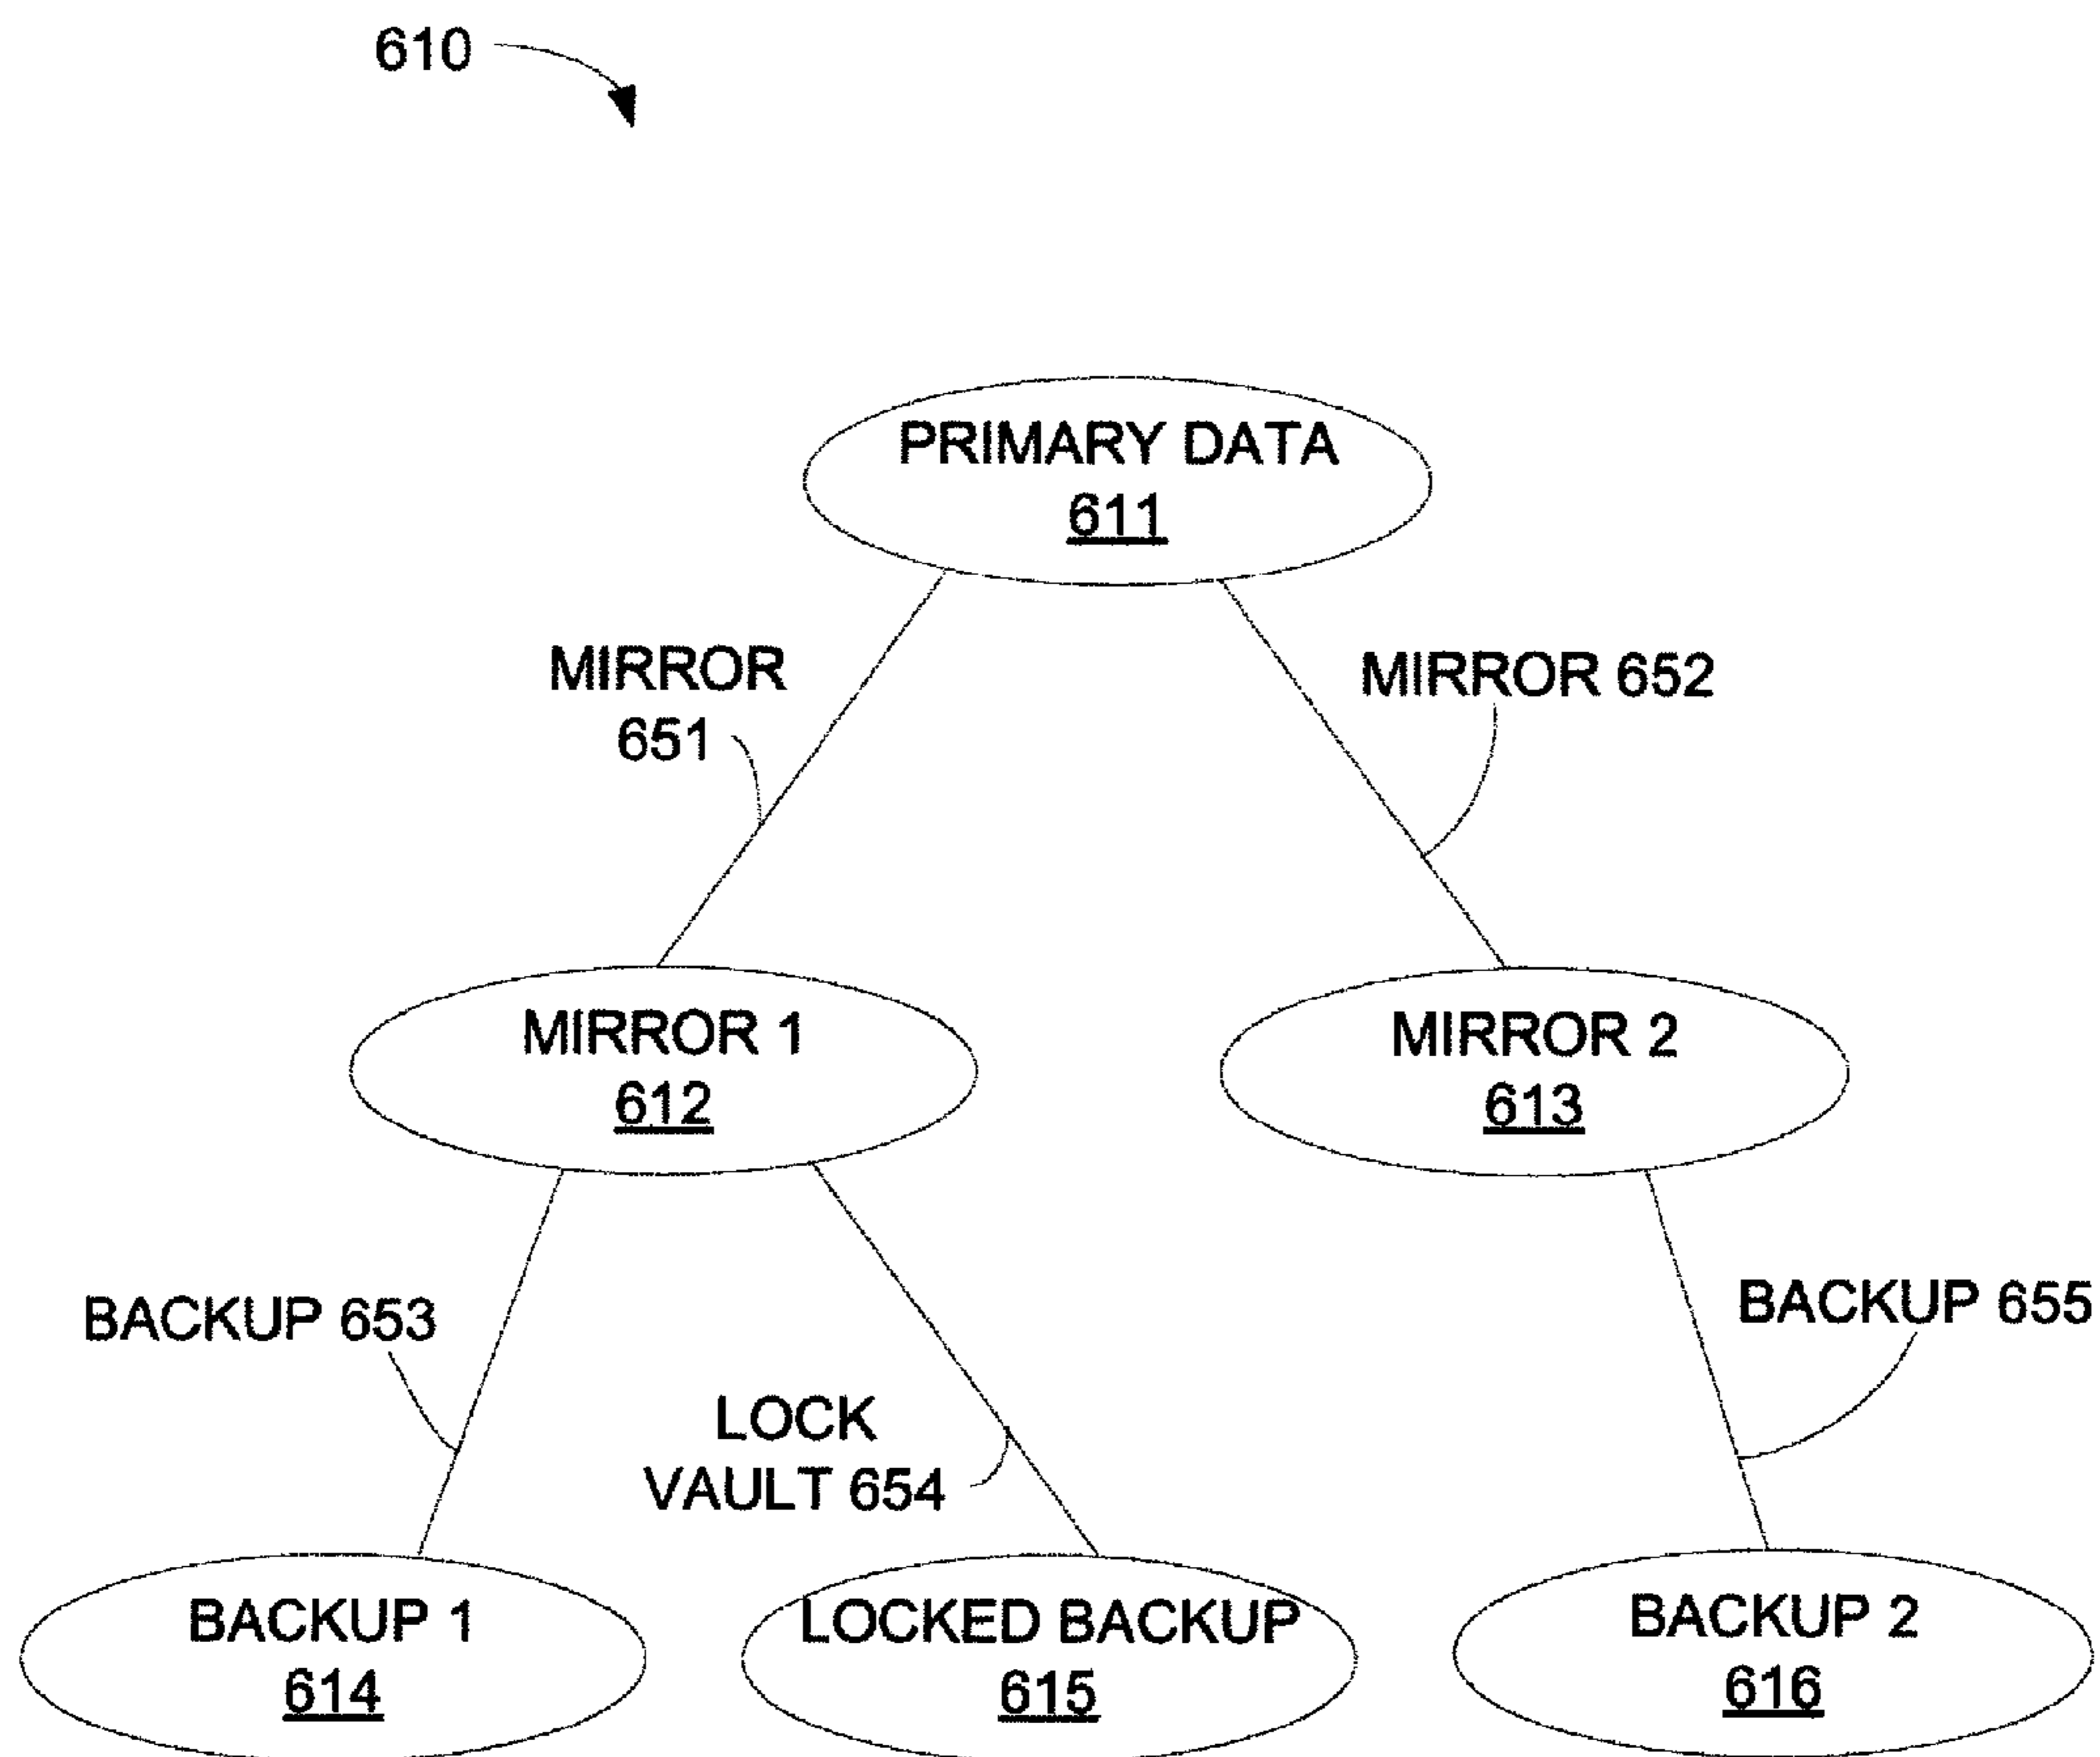 610
PRIMARY DATA
611
MIRROR
651
MIRROR 652
MIRROR 1
612
MIRROR 2
613
BACKUP 653
LOCK
VAULT 654
BACKUP 655
BACKUP 1
614
LOCKED BACKUP
615
BACKUP 2
616